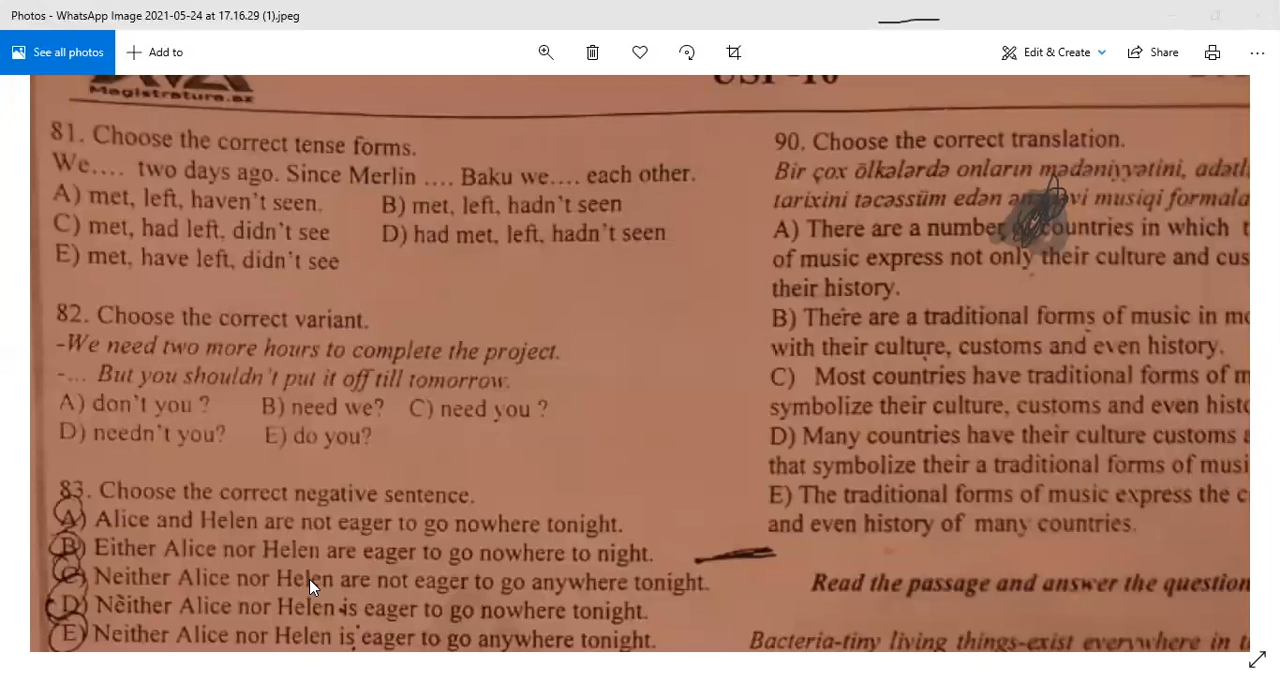 Photos - WhatsApp Image 2021-05-24 at 17.16.29 (1).jpeg
See all photos
Add to
Edit & Create
Share
Magistratura.az
81. Choose the correct tense forms.
We.... two days ago. Since Merlin .... Baku we.... each other.
A) met, left, haven't seen. B) met, left, hadn't seen
C) met, had left, didn't see D) had met, left, hadn't seen
E) met, have left, didn't see
82. Choose the correct variant.
-We need two more hours to complete the project.
-... But you shouldn't put it off till tomorrow.
A) don't you ? B) need we? C) need you ?
D) needn't you? E) do you?
83. Choose the correct negative sentence.
A) Alice and Helen are not eager to go nowhere tonight.
B) Either Alice nor Helen are eager to go nowhere to night.
C) Neither Alice nor Helen are not eager to go anywhere tonight.
D) Neither Alice nor Helen is eager to go nowhere tonight.
E) Neither Alice nor Helen is eager to go anywhere tonight.
90. Choose the correct translation.
Bir çox ölkələrdə onların mədəniyyətini,
tarixini təcəssüm edən musiqi
A) There are a number countries in which
of music express not only their culture and
their history.
B) There are a traditional forms of music in
with their culture, customs and even history.
C) Most countries have traditional forms of
symbolize their culture, customs and even
D) Many countries have their culture customs
that symbolize their a traditional forms of
E) The traditional forms of music express the
and even history of many countries.
Read the passage and answer the question
Bacteria-tiny living things-exist everywhere in